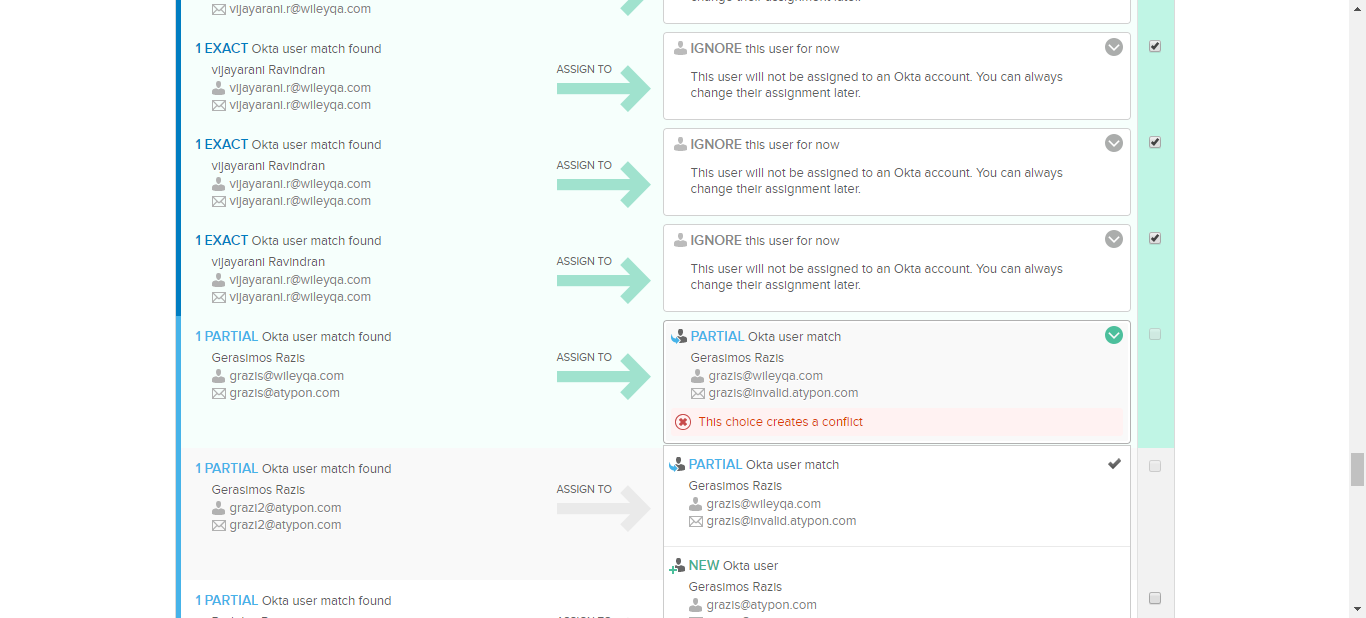 vijayarani.r@wileyqa.com
change their assignment later.
1 EXACT Okta user match found
vijayarani Ravindran
vijayarani.r@wileyqa.com
vijayarani.r@wileyqa.com
ASSIGN TO
IGNORE this user for now
This user will not be assigned to an Okta account. You can always
change their assignment later.
1 EXACT Okta user match found
vijayarani Ravindran
vijayarani.r@wileyqa.com
vijayarani.r@wileyqa.com
ASSIGN TO
IGNORE this user for now
This user will not be assigned to an Okta account. You can always
change their assignment later.
1 EXACT Okta user match found
vijayarani Ravindran
vijayarani.r@wileyqa.com
vijayarani.r@wileyqa.com
ASSIGN TO
IGNORE this user for now
This user will not be assigned to an Okta account. You can always
change their assignment later.
1 PARTIAL Okta user match found
Gerasimos Razis
grazis@wileyqa.com
grazis@atypon.com
ASSIGN TO
PARTIAL Okta user match
Gerasimos Razis
grazis@wileyqa.com
grazis@invalid.atypon.com
This choice creates a conflict
1 PARTIAL Okta user match found
Gerasimos Razis
grazi2@atypon.com
grazi2@atypon.com
ASSIGN TO
PARTIAL Okta user match
Gerasimos Razis
grazis@wileyqa.com
grazis@invalid.atypon.com
NEW Okta user
Gerasimos Razis
grazis@atypon.com
1 PARTIAL Okta user match found
ASSIGN TO